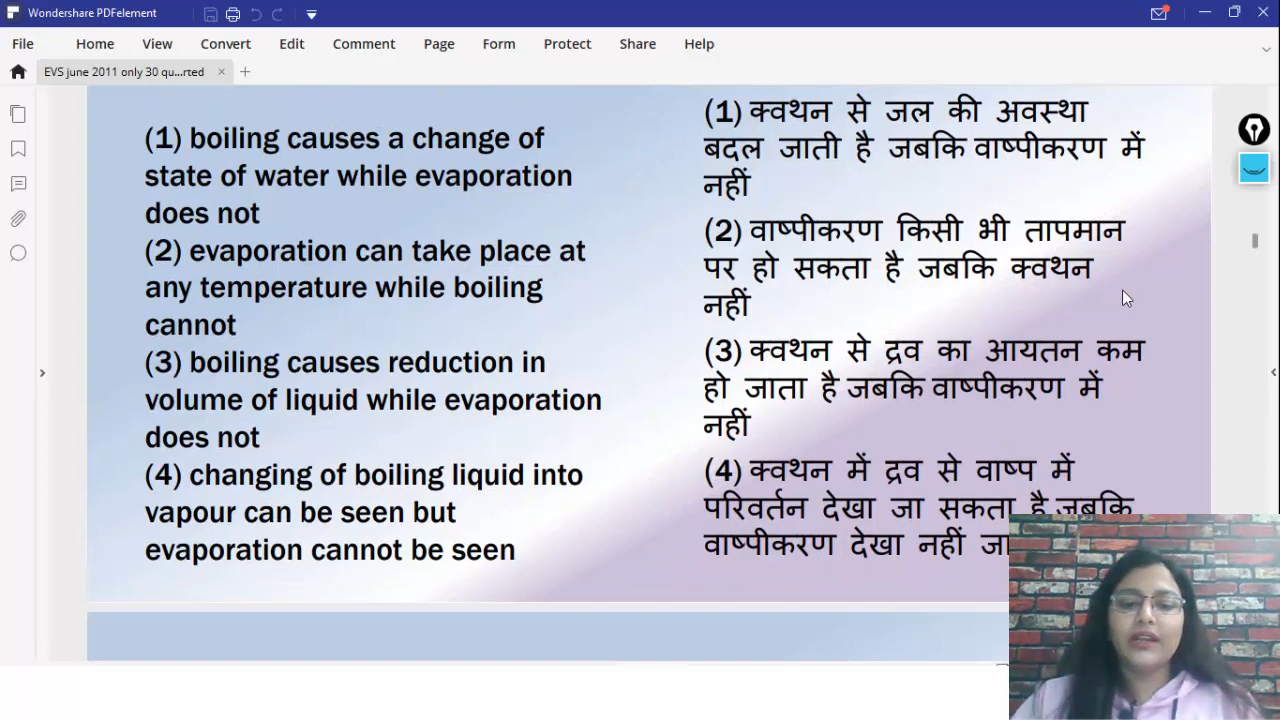 Wondershare PDFelement
File Home View Convert Edit Comment Page Form Protect Share Help
EVS june 2011 only 30 qu...rted
(1) boiling causes a change of
state of water while evaporation
does not
(2) evaporation can take place at
any temperature while boiling
cannot
(3) boiling causes reduction in
volume of liquid while evaporation
does not
(4) changing of boiling liquid into
vapour can be seen but
evaporation cannot be seen
(1) क्वथन से जल की अवस्था
बदल जाती है जबकि वाष्पीकरण में
नहीं
(2) वाष्पीकरण किसी भी तापमान
पर हो सकता है जबकि क्वथन
नहीं
(3) क्वथन से द्रव का आयतन कम
हो जाता है जबकि वाष्पीकरण में
नहीं
(4) क्वथन में द्रव से वाष्प में
परिवर्तन देखा जा सकता है जबकि
वाष्पीकरण देखा नहीं